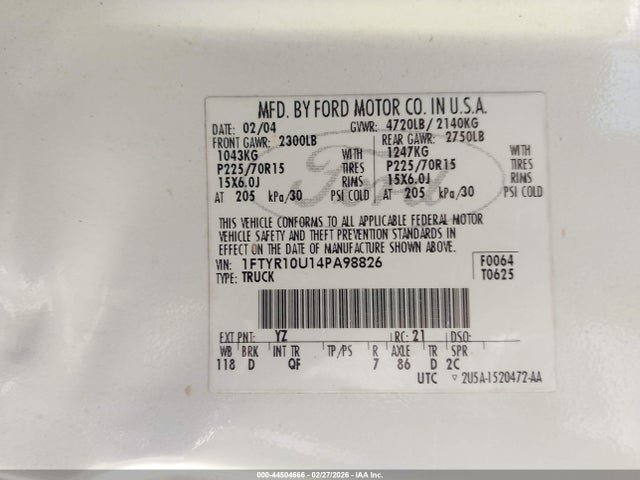 MFD. BY FORD MOTOR CO. IN U.S.A.
DATE: 02/04 GVWR: 4720LB/ 2140KG
FRONT GAWR: 2300LB REAR GAWR: 2750LB
1043KG WITH 1247KG WITH
P225/70R15 TIRES P225/70R15 TIRES
15X6.0J RIMS 15X6.0J RIMS
AT 205 kPa/30 PSI COLD AT 205 kPa/30 PSI COLD
Ford
THIS VEHICLE CONFORMS TO ALL APPLICABLE FEDERAL MOTOR
VEHICLE SAFETY AND THEFT PREVENTION STANDARDS IN
EFFECT ON THE DATE OF MANUFACTURE SHOWN ABOVE.
VIN: 1FTYR10U14PA98826 F0064
TYPE: TRUCK T0625
EXT PNT: YZ RC: 21 DSO:
WB BRK INT TR TP/PS R AXLE TR SPR
118 D QF 7 86 D 2C
UTC ▽ 2U5A-1520472-AA
000-44504666 - 02/27/2026 - IAA Inc.